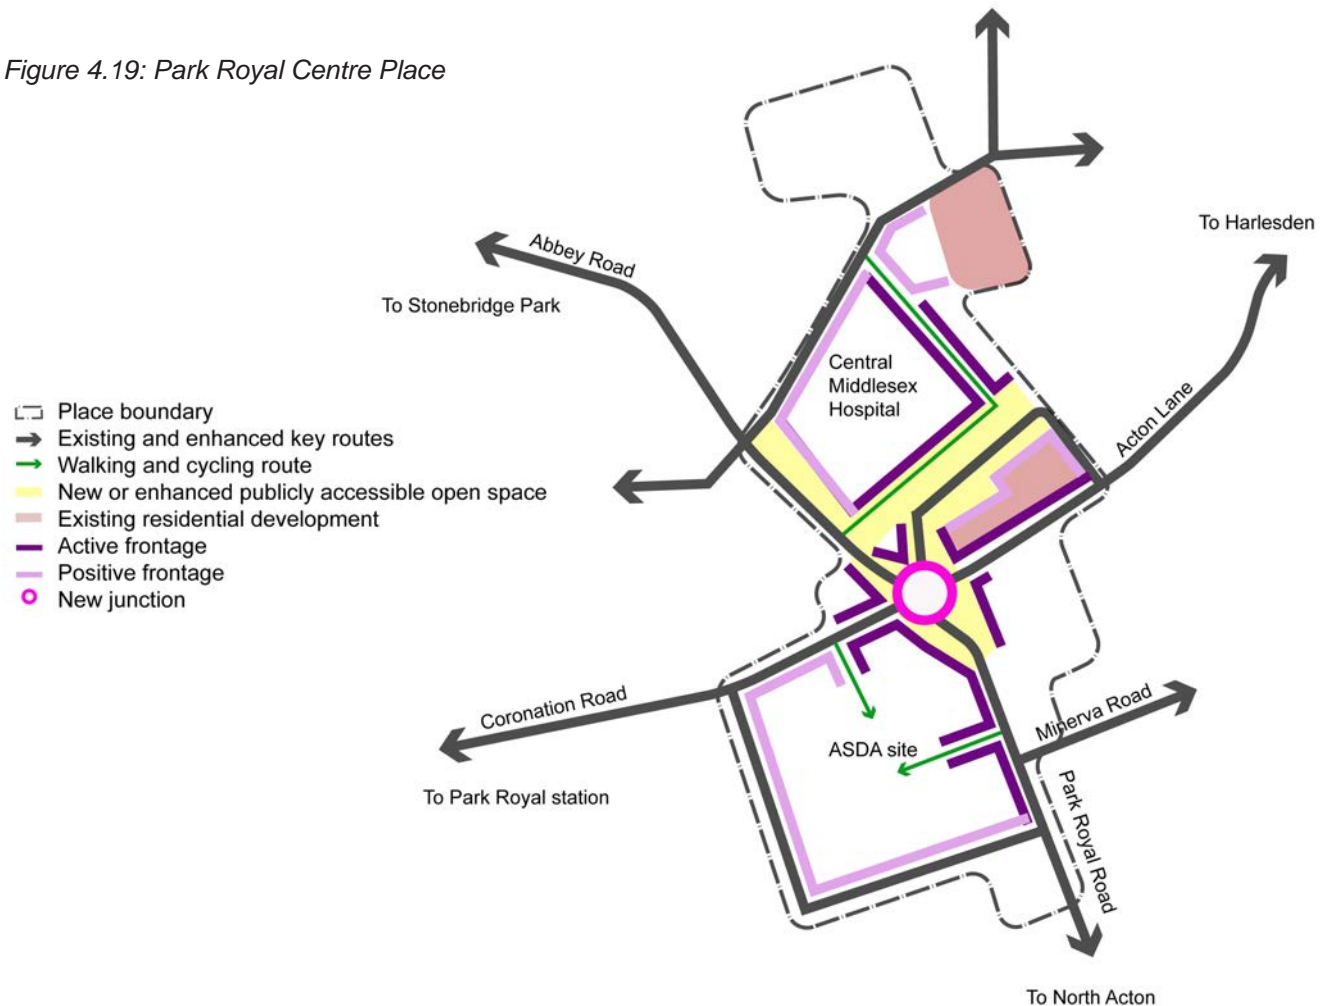 Figure 4.19: Park Royal Centre Place
To Harlesden
Abbey Road
To Stonebridge Park
Central
Middlesex
Hospital
Acton Lane
Place boundary
Existing and enhanced key routes
Walking and cycling route
New or enhanced publicly accessible open space
Existing residential development
Active frontage
Positive frontage
New junction
Coronation Road
Minerva Road
ASDA site
To Park Royal station
Park Royal Road
To North Acton